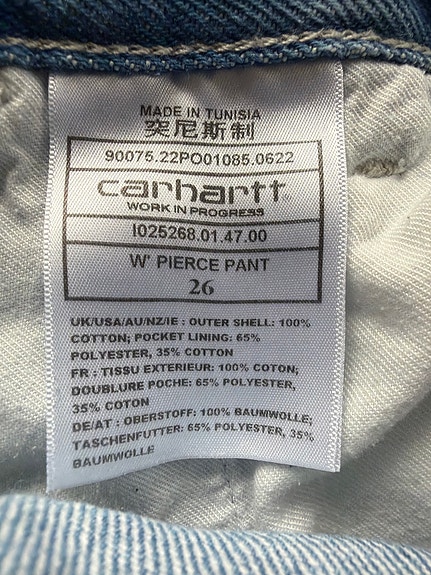 MADE IN TUNISIA
突尼斯制
90075.22PO01085.0622
carhartt®
WORK IN PROGRESS
I025268.01.47.00
W' PIERCE PANT
26
UK/USA/AU/NZ/IE : OUTER SHELL: 100%
COTTON; POCKET LINING: 65%
POLYESTER, 35% COTTON
FR : TISSU EXTERIEUR: 100% COTON;
DOUBLURE POCHE: 65% POLYESTER,
35% COTON
DE/AT : OBERSTOFF: 100% BAUMWOLLE;
TASCHENFUTTER: 65% POLYESTER, 35%
BAUMWOLLE